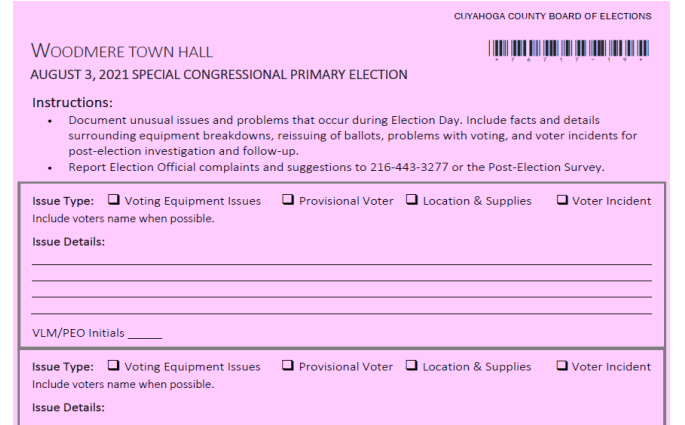 CUYAHOGA COUNTY BOARD OF ELECTIONS
WOODMERE TOWN HALL
*76717-19*
AUGUST 3, 2021 SPECIAL CONGRESSIONAL PRIMARY ELECTION
Instructions:
• Document unusual issues and problems that occur during Election Day. Include facts and details
surrounding equipment breakdowns, reissuing of ballots, problems with voting, and voter incidents for
post-election investigation and follow-up.
• Report Election Official complaints and suggestions to 216-443-3277 or the Post-Election Survey.
Issue Type: ❑ Voting Equipment Issues ❑ Provisional Voter ❑ Location & Supplies ❑ Voter Incident
Include voters name when possible.
Issue Details:
VLM/PEO Initials _____
Issue Type: ❑ Voting Equipment Issues ❑ Provisional Voter ❑ Location & Supplies ❑ Voter Incident
Include voters name when possible.
Issue Details: